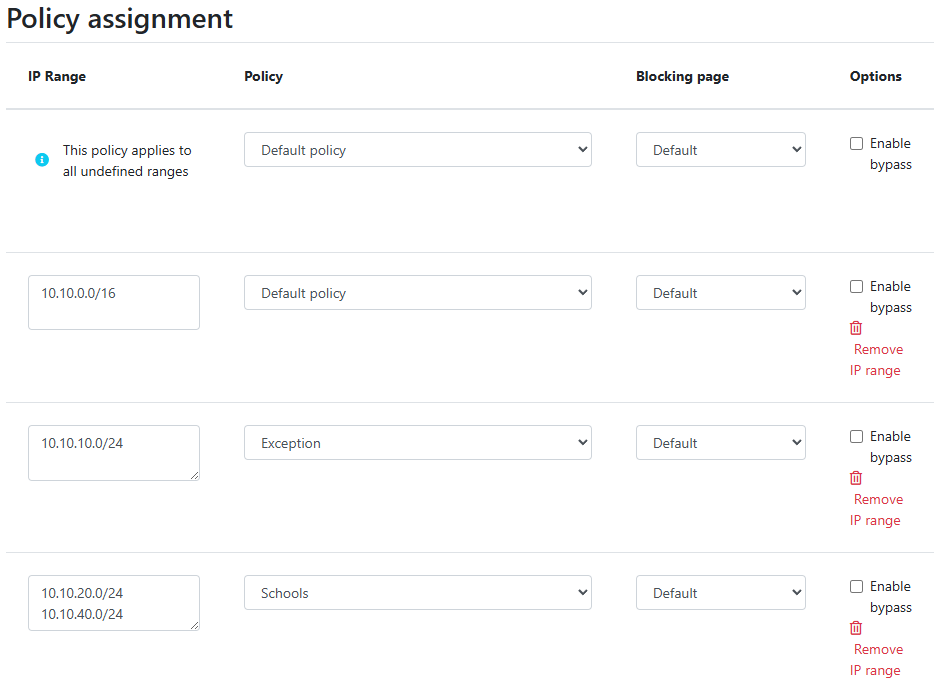 Policy assignment
IP Range Policy Blocking page Options
This policy applies to
all undefined ranges
Default policy
Default
Enable
bypass
10.10.0.0/16
Default policy
Default
Enable
bypass
Remove
IP range
10.10.10.0/24
Exception
Default
Enable
bypass
Remove
IP range
10.10.20.0/24
10.10.40.0/24
Schools
Default
Enable
bypass
Remove
IP range